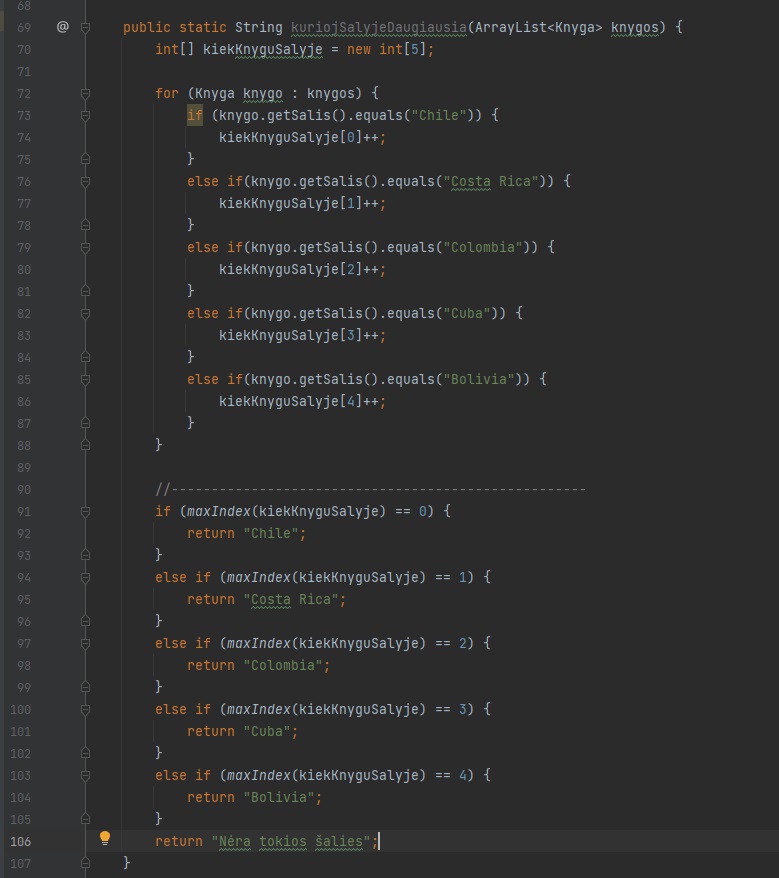 68
69 @ public static String kuriojSalyjeDaugiausia(ArrayList<Knyga> knygos) {
70 int[] kiekKnyguSalyje = new int[5];
71
72 for (Knyga knygo : knygos) {
73 if (knygo.getSalis().equals("Chile")) {
74 kiekKnyguSalyje[0]++;
75 }
76 else if(knygo.getSalis().equals("Costa Rica")) {
77 kiekKnyguSalyje[1]++;
78 }
79 else if(knygo.getSalis().equals("Colombia")) {
80 kiekKnyguSalyje[2]++;
81 }
82 else if(knygo.getSalis().equals("Cuba")) {
83 kiekKnyguSalyje[3]++;
84 }
85 else if(knygo.getSalis().equals("Bolivia")) {
86 kiekKnyguSalyje[4]++;
87 }
88 }
89
90 //----------------------------------------------------
91 if (maxIndex(kiekKnyguSalyje) == 0) {
92 return "Chile";
93 }
94 else if (maxIndex(kiekKnyguSalyje) == 1) {
95 return "Costa Rica";
96 }
97 else if (maxIndex(kiekKnyguSalyje) == 2) {
98 return "Colombia";
99 }
100 else if (maxIndex(kiekKnyguSalyje) == 3) {
101 return "Cuba";
102 }
103 else if (maxIndex(kiekKnyguSalyje) == 4) {
104 return "Bolivia";
105 }
106 return "Nėra tokios šalies";
107 }